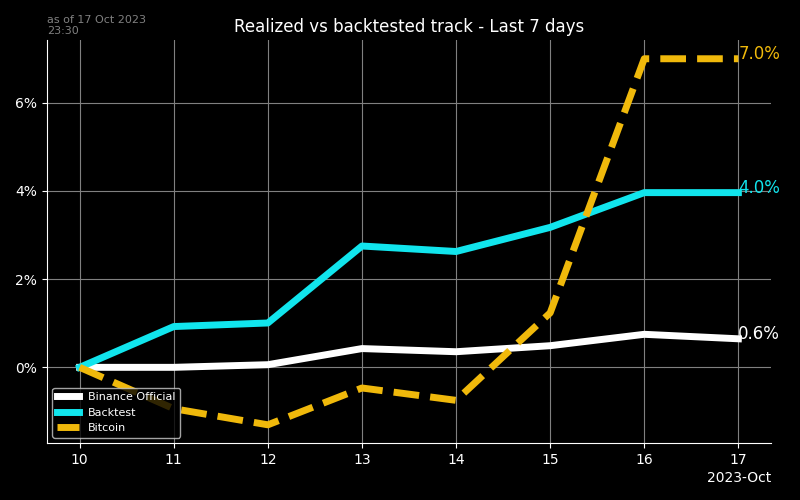 as of 17 Oct 2023
23:30
Realized vs backtested track - Last 7 days
7.0%
6%
4.0%
4%
2%
0.6%
0%
Binance Official
Backtest
Bitcoin
10 11 12 13 14 15 16 17
2023-Oct